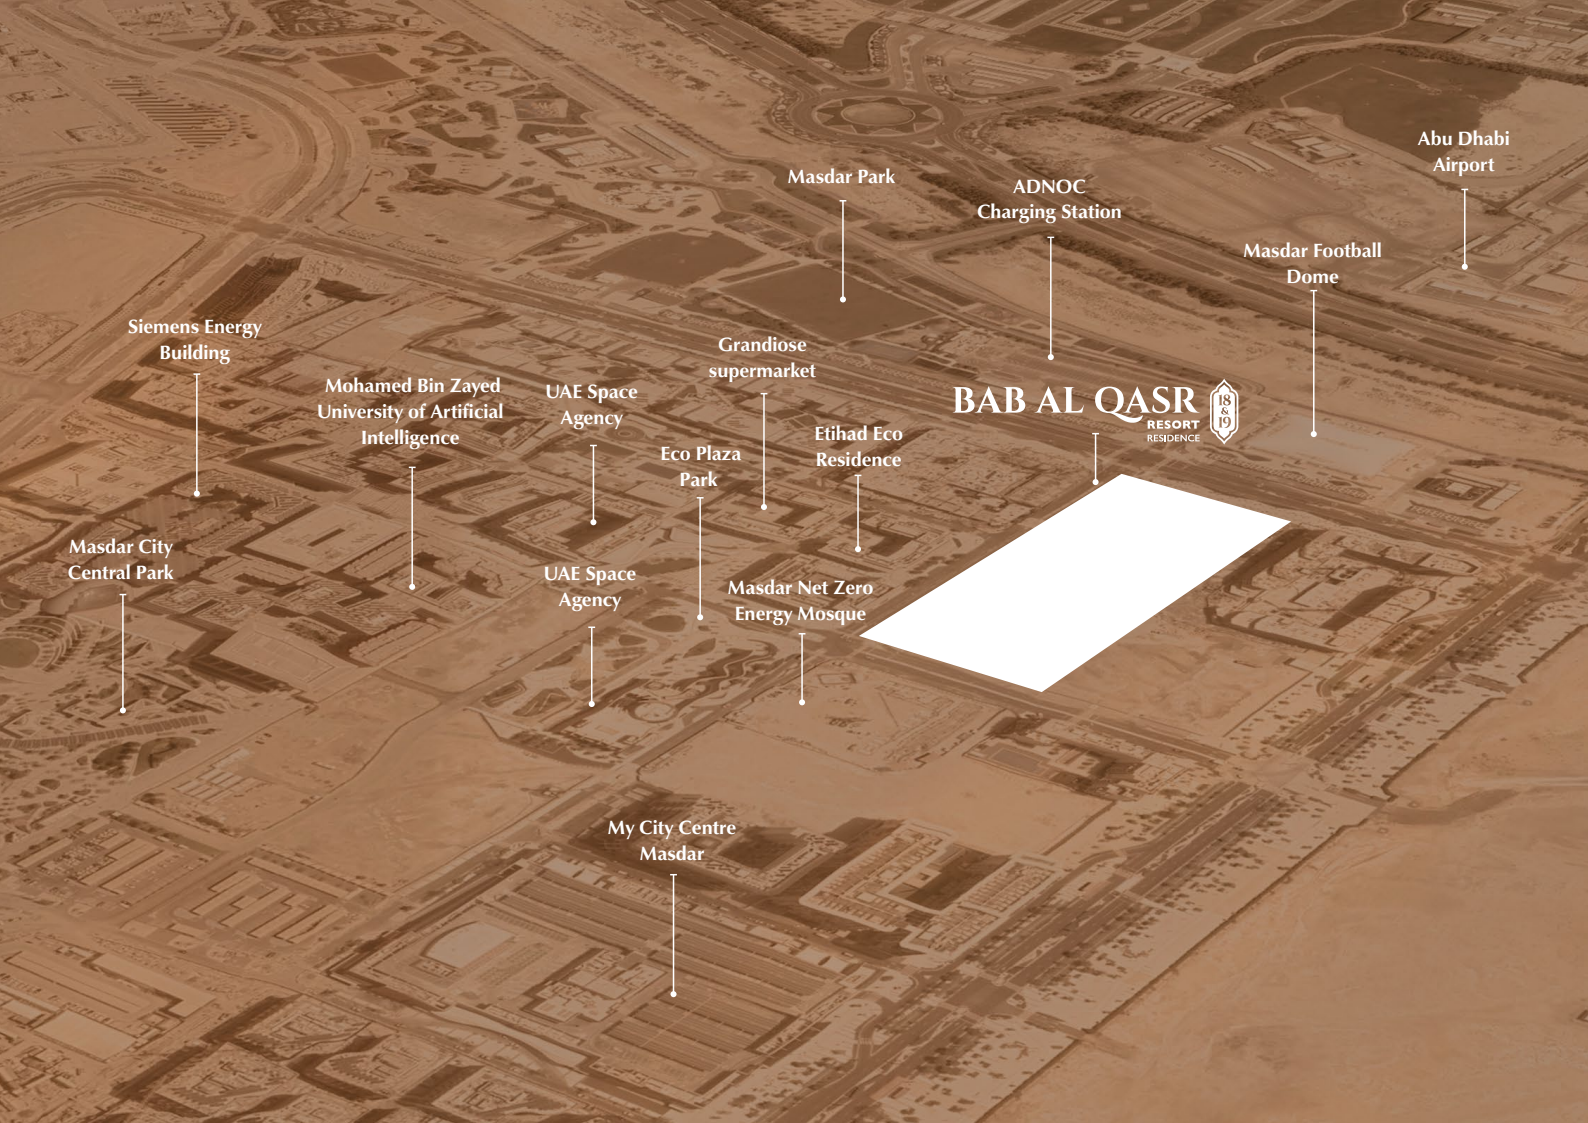 Abu Dhabi
Airport
Masdar Park
ADNOC
Charging Station
Masdar Football
Dome
Siemens Energy
Building
Grandiose
supermarket
Mohamed Bin Zayed
University of Artificial
Intelligence
UAE Space
Agency
BAB AL QASR
RESORT
RESIDENCE
18
&
19
Etihad Eco
Residence
Eco Plaza
Park
Masdar City
Central Park
UAE Space
Agency
Masdar Net Zero
Energy Mosque
My City Centre
Masdar